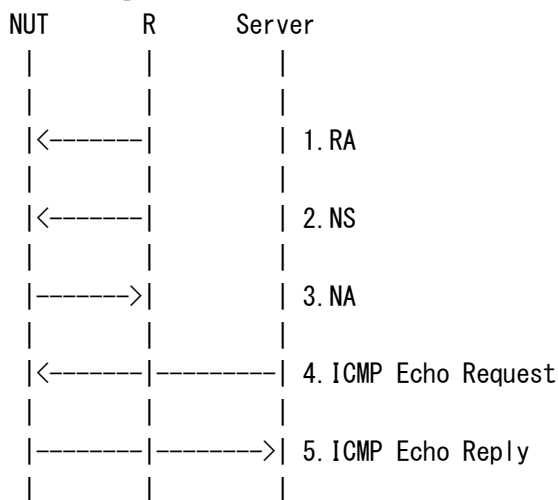 NUT R Server
1. RA
2. NS
3. NA
4. ICMP Echo Request
5. ICMP Echo Reply